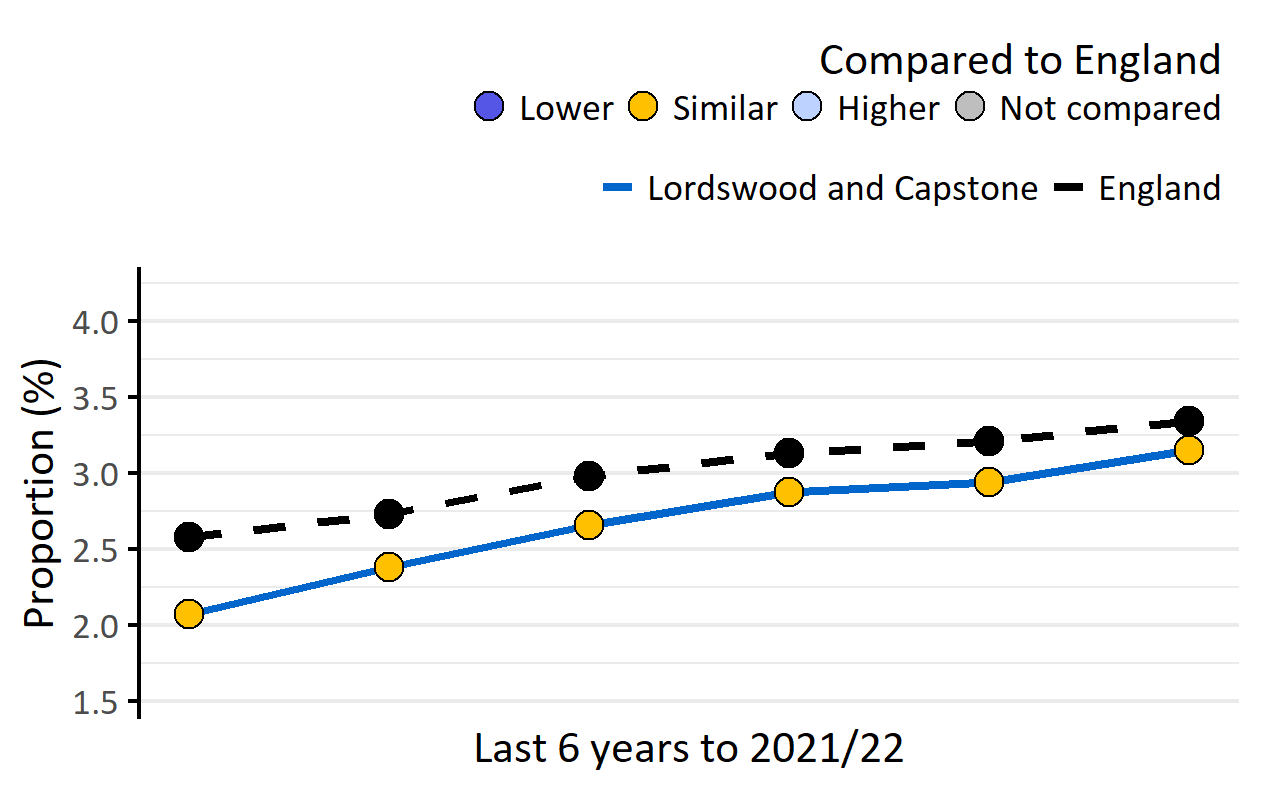 Compared to England
Lower Similar Higher Not compared
Lordswood and Capstone England
Proportion (%)
4.0
3.5
3.0
2.5
2.0
1.5
Last 6 years to 2021/22